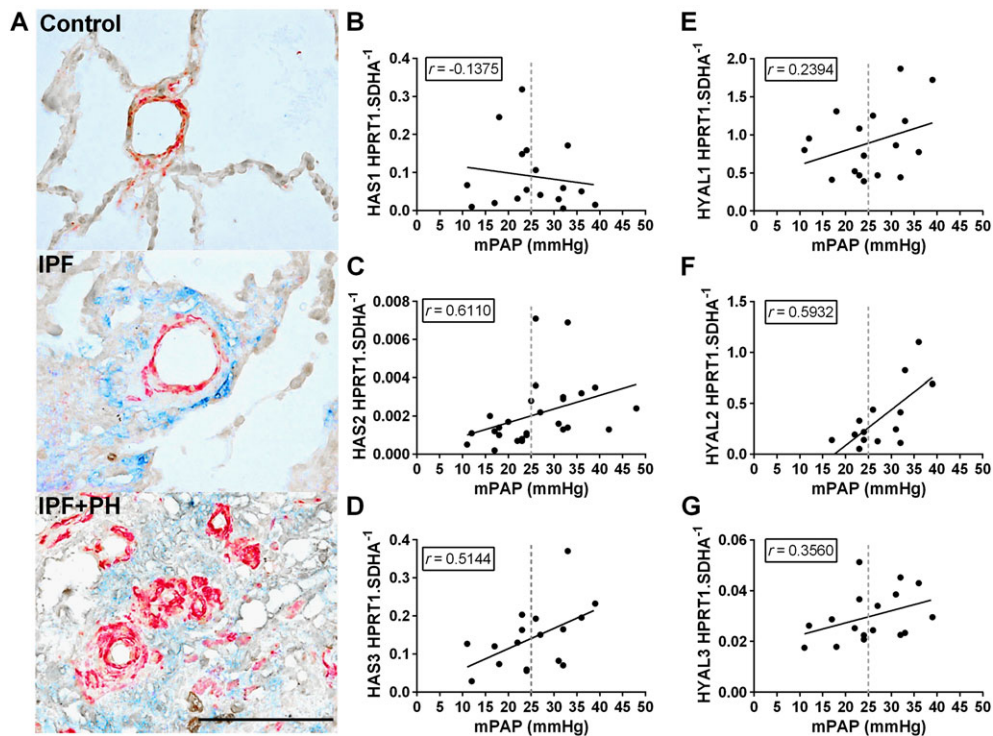 A
Control
IPF
IPF+PH
B
r = -0.1375
HAS1 HPRT1.SDHA⁻¹
0.4
0.3
0.2
0.1
0.0
0 5 10 15 20 25 30 35 40 45 50
mPAP (mmHg)
C
r = 0.6110
HAS2 HPRT1.SDHA⁻¹
0.008
0.006
0.004
0.002
0.000
0 5 10 15 20 25 30 35 40 45 50
mPAP (mmHg)
D
r = 0.5144
HAS3 HPRT1.SDHA⁻¹
0.4
0.3
0.2
0.1
0.0
0 5 10 15 20 25 30 35 40 45 50
mPAP (mmHg)
E
r = 0.2394
HYAL1 HPRT1.SDHA⁻¹
2.0
1.5
1.0
0.5
0.0
0 5 10 15 20 25 30 35 40 45 50
mPAP (mmHg)
F
r = 0.5932
HYAL2 HPRT1.SDHA⁻¹
1.5
1.0
0.5
0.0
0 5 10 15 20 25 30 35 40 45 50
mPAP (mmHg)
G
r = 0.3560
HYAL3 HPRT1.SDHA⁻¹
0.06
0.04
0.02
0.00
0 5 10 15 20 25 30 35 40 45 50
mPAP (mmHg)